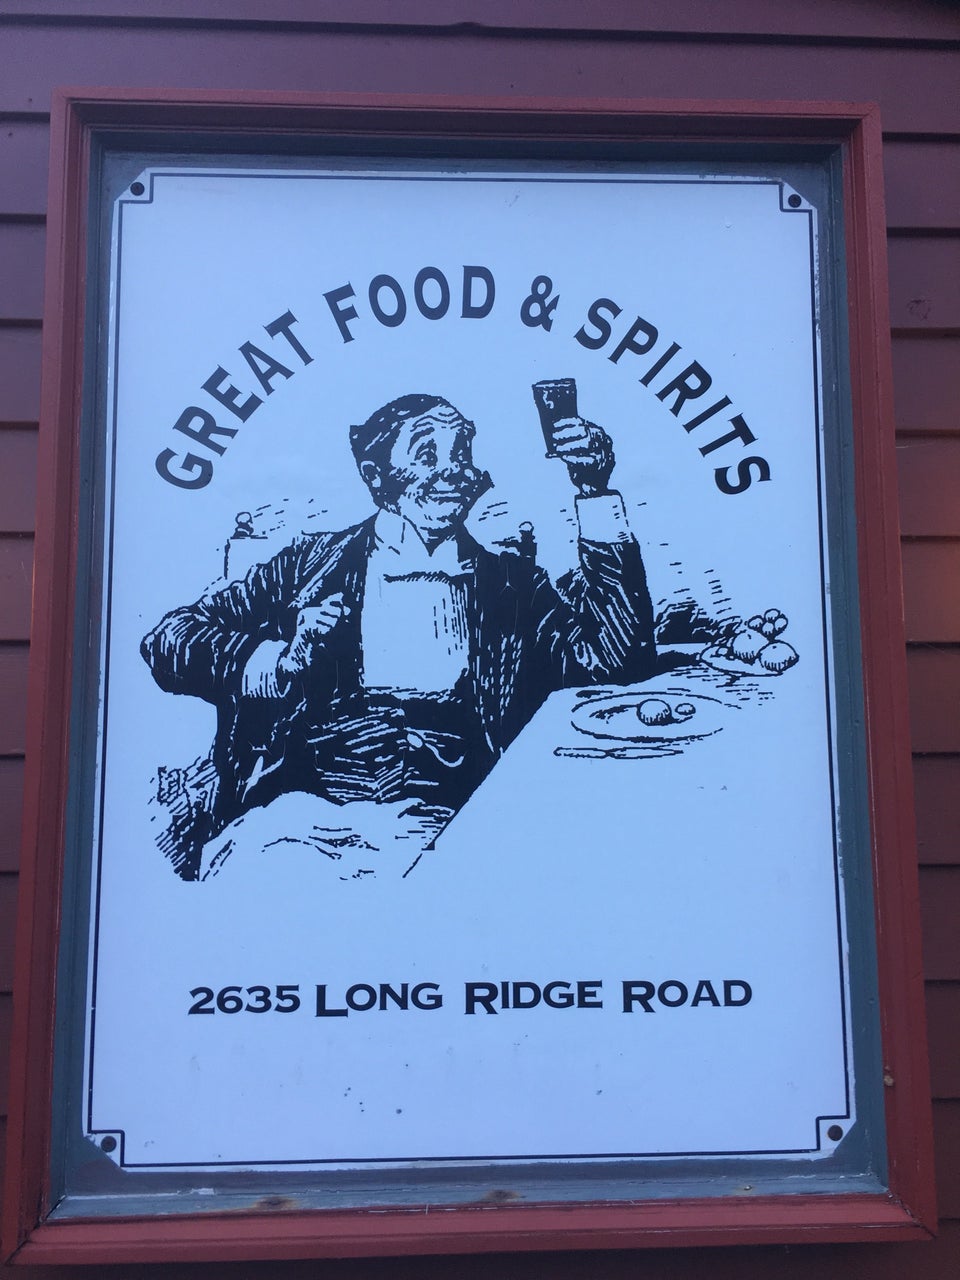 GREAT FOOD & SPIRITS
2635 LONG RIDGE ROAD